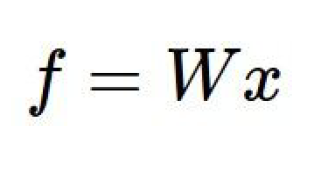 f = Wx